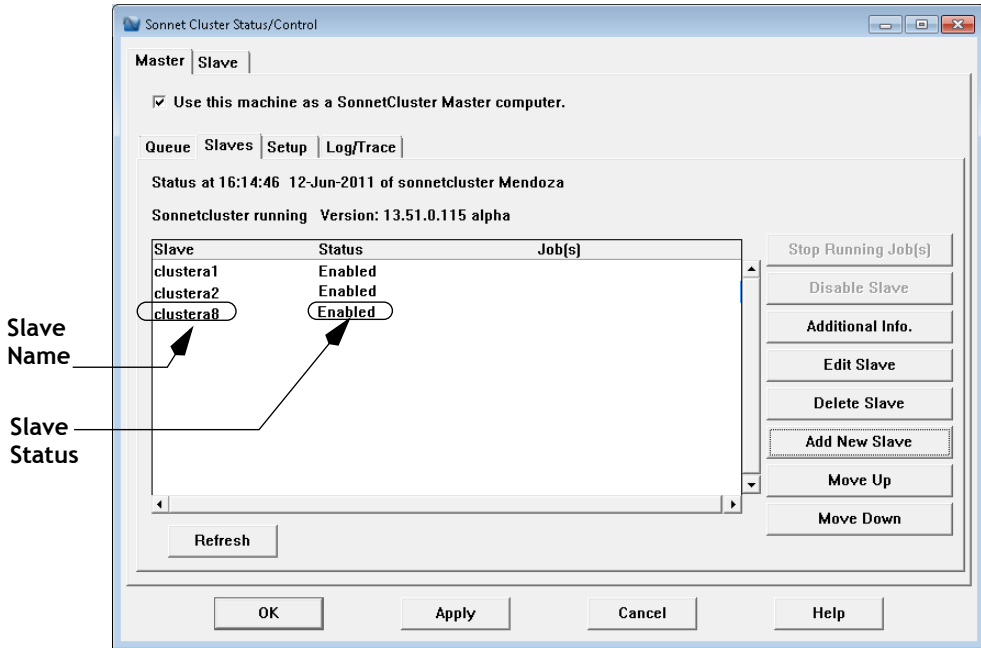 Sonnet Cluster Status/Control
Master Slave
Use this machine as a SonnetCluster Master computer.
Queue Slaves Setup Log/Trace
Status at 16:14:46 12-Jun-2011 of sonnetcluster Mendoza
Sonnetcluster running Version: 13.51.0.115 alpha
Slave Status Job(s)
clustera1 Enabled
clustera2 Enabled
clustera8 Enabled
Stop Running Job(s)
Disable Slave
Additional Info.
Edit Slave
Delete Slave
Add New Slave
Move Up
Move Down
Refresh
OK Apply Cancel Help
Slave
Name
Slave
Status